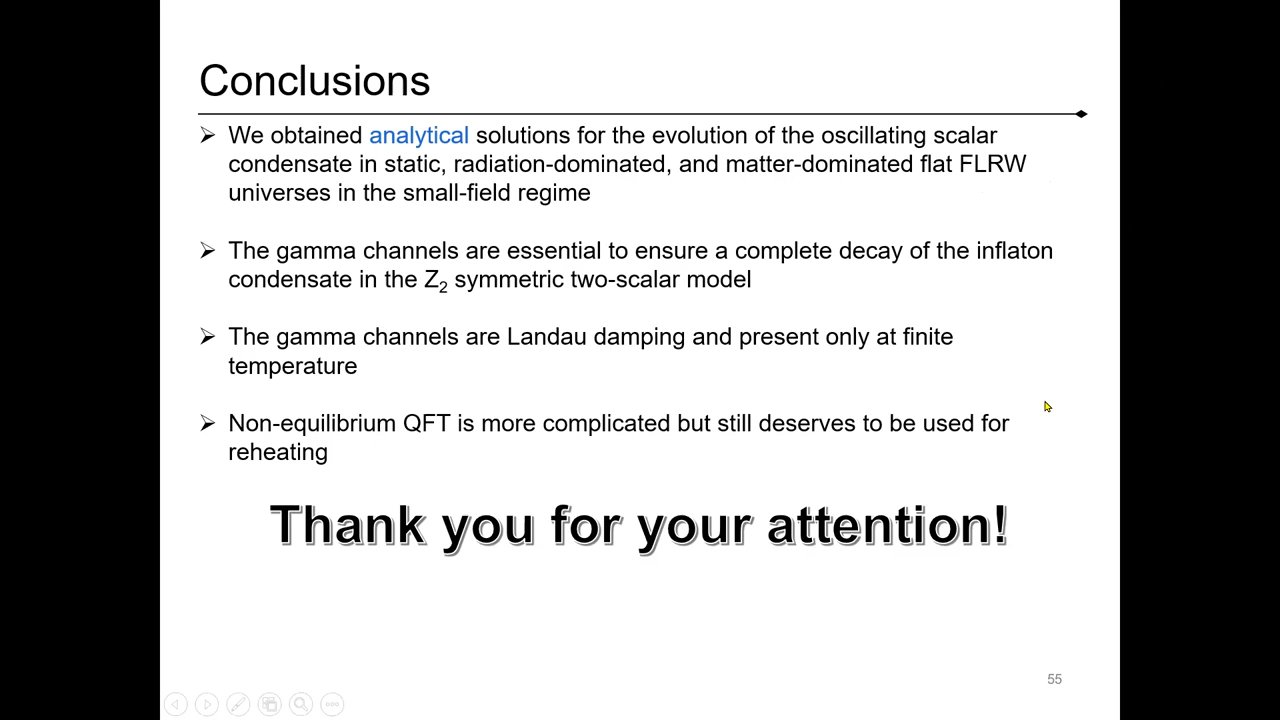 Conclusions
We obtained analytical solutions for the evolution of the oscillating scalar
condensate in static, radiation-dominated, and matter-dominated flat FLRW
universes in the small-field regime
The gamma channels are essential to ensure a complete decay of the inflaton
condensate in the Z2 symmetric two-scalar model
The gamma channels are Landau damping and present only at finite
temperature
Non-equilibrium QFT is more complicated but still deserves to be used for
reheating
Thank you for your attention!
55